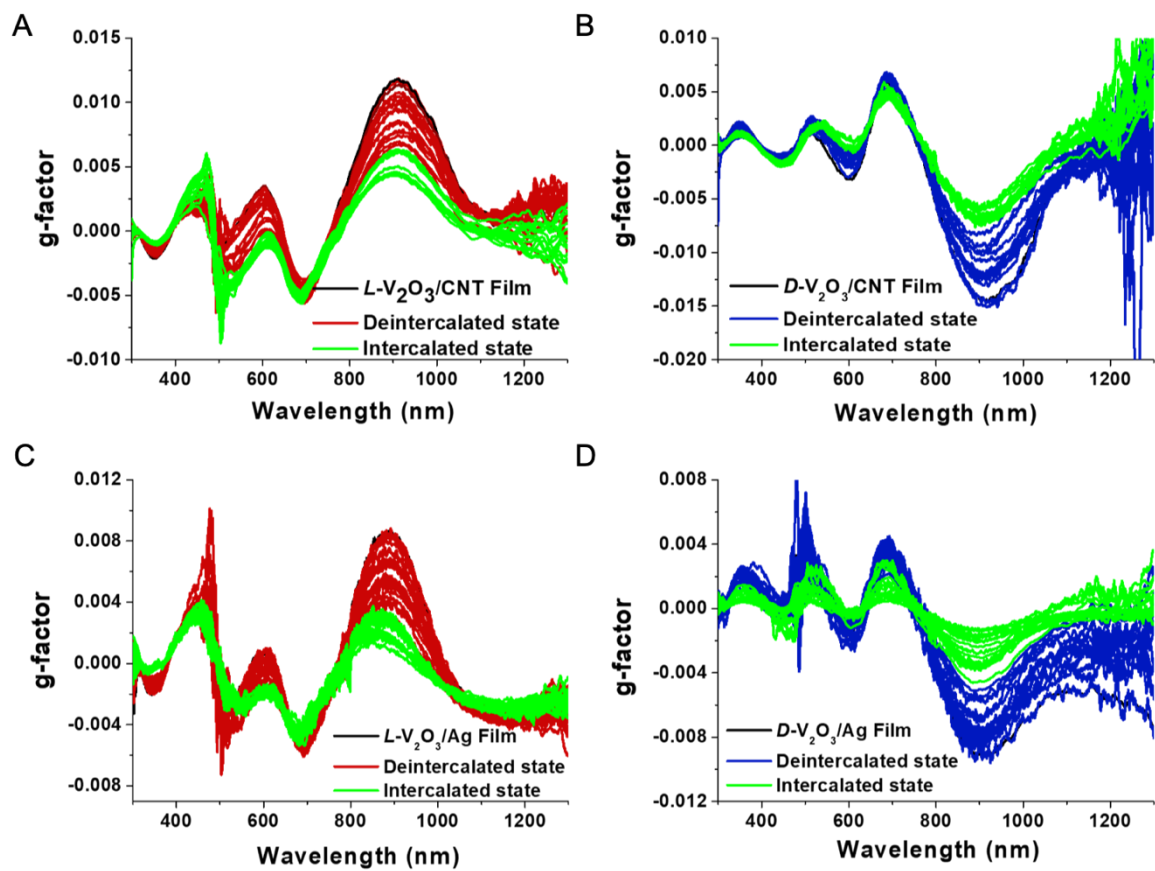 A
0.015
0.010
0.005
0.000
-0.005
-0.010
g-factor
400 600 800 1000 1200
Wavelength (nm)
L-V₂O₃/CNT Film
Deintercalated state
Intercalated state
B
0.010
0.005
0.000
-0.005
-0.010
-0.015
-0.020
g-factor
400 600 800 1000 1200
Wavelength (nm)
D-V₂O₃/CNT Film
Deintercalated state
Intercalated state
C
0.012
0.008
0.004
0.000
-0.004
-0.008
g-factor
400 600 800 1000 1200
Wavelength (nm)
L-V₂O₃/Ag Film
Deintercalated state
Intercalated state
D
0.008
0.004
0.000
-0.004
-0.008
-0.012
g-factor
400 600 800 1000 1200
Wavelength (nm)
D-V₂O₃/Ag Film
Deintercalated state
Intercalated state